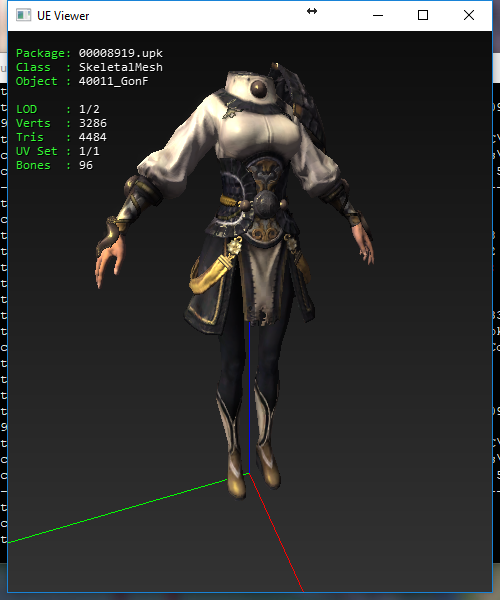 UE Viewer
Package: 00008919.upk
Class  : SkeletalMesh
Object : 40011_GonF
LOD    : 1/2
Verts  : 3286
Tris   : 4484
UV Set : 1/1
Bones  : 96